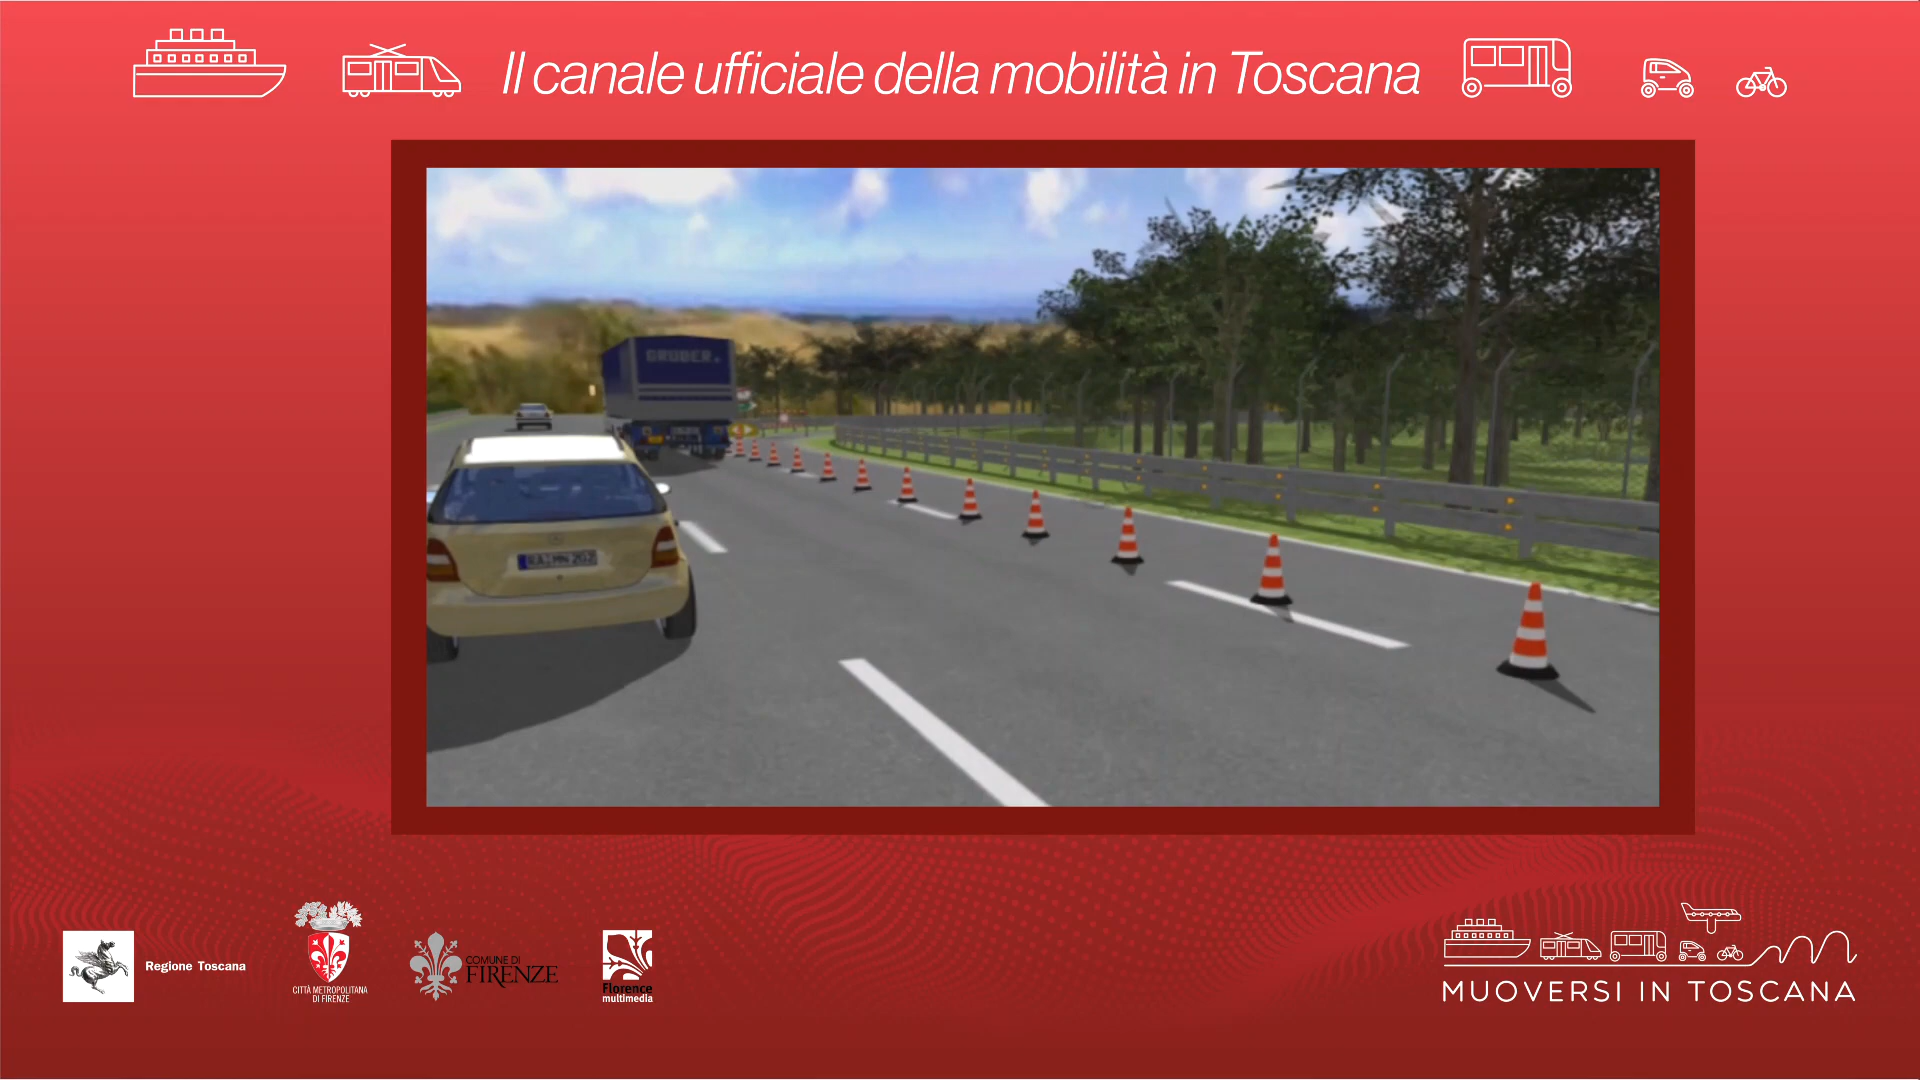 Il canale ufficiale della mobilità in Toscana
GRUBER.
Regione Toscana
CITTÀ METROPOLITANA
DI FIRENZE
COMUNE DI
FIRENZE
Florence
multimedia
MUOVERSI IN TOSCANA